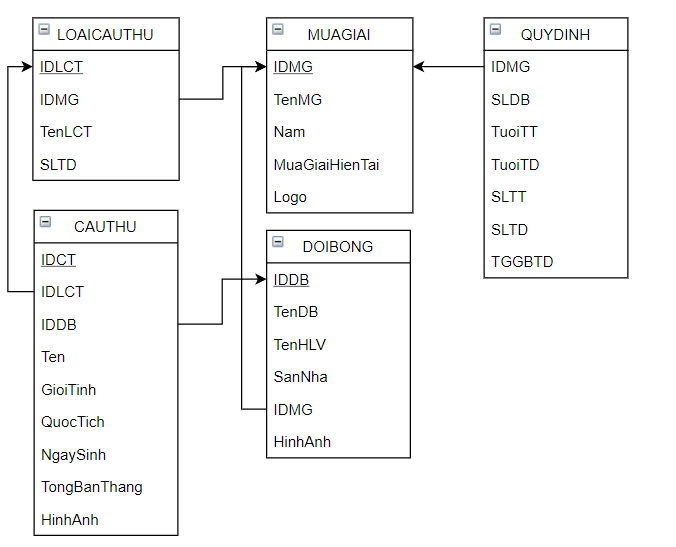 LOAICAUTHU
IDLCT
IDMG
TenLCT
SLTD
MUAGIAI
IDMG
TenMG
Nam
MuaGiaiHienTai
Logo
QUYDINH
IDMG
SLDB
TuoiTT
TuoiTD
SLTT
SLTD
TGGBTD
CAUTHU
IDCT
IDLCT
IDDB
Ten
GioiTinh
QuocTich
NgaySinh
TongBanThang
HinhAnh
DOIBONG
IDDB
TenDB
TenHLV
SanNha
IDMG
HinhAnh